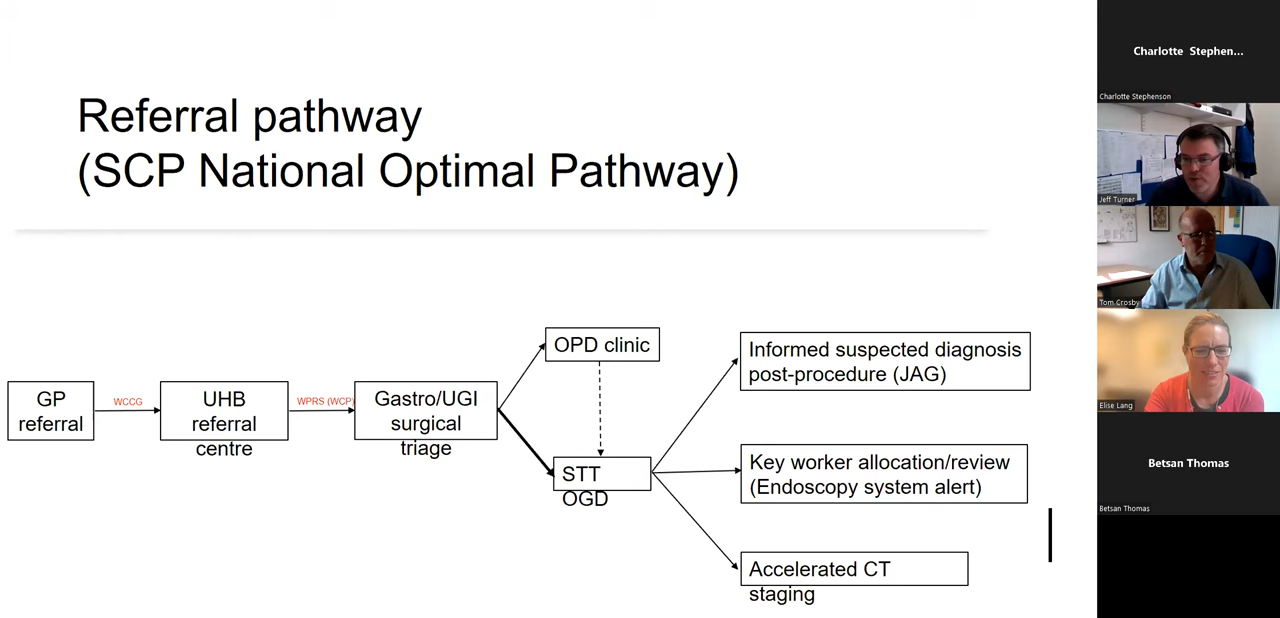 Referral pathway
(SCP National Optimal Pathway)
GP
referral
WCCG
UHB
referral
centre
WPRS (WCP)
Gastro/UGI
surgical
triage
OPD clinic
STT
OGD
Informed suspected diagnosis
post-procedure (JAG)
Key worker allocation/review
(Endoscopy system alert)
Accelerated CT
staging
Charlotte Stephen...
Charlotte Stephenson
Jeff Turner
Tom Crosby
Elise Lang
Betsan Thomas
Betsan Thomas